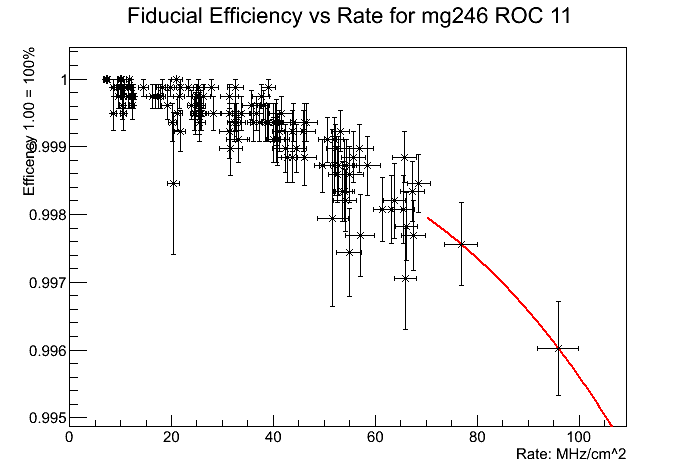 Fiducial Efficiency vs Rate for mg246 ROC 11
Efficency 1.00 = 100%
1
0.999
0.998
0.997
0.996
0.995
0 20 40 60 80 100
Rate: MHz/cm^2